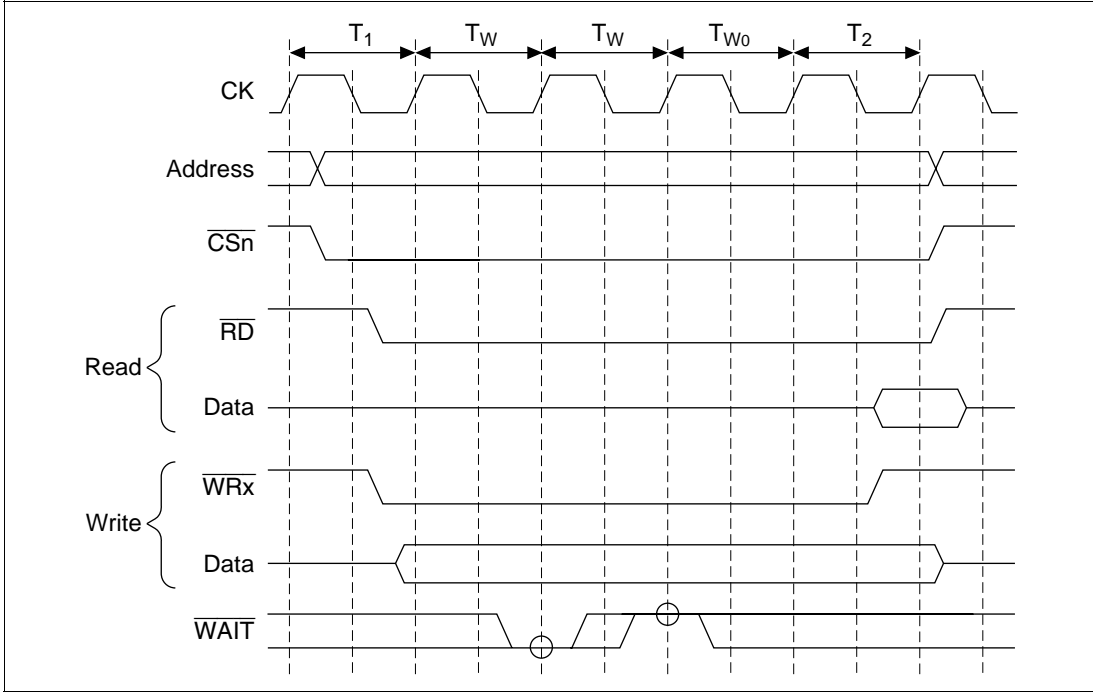 T1 TW TW TW0 T2
CK
Address
CSn
RD
Read
Data
WRx
Write
Data
WAIT